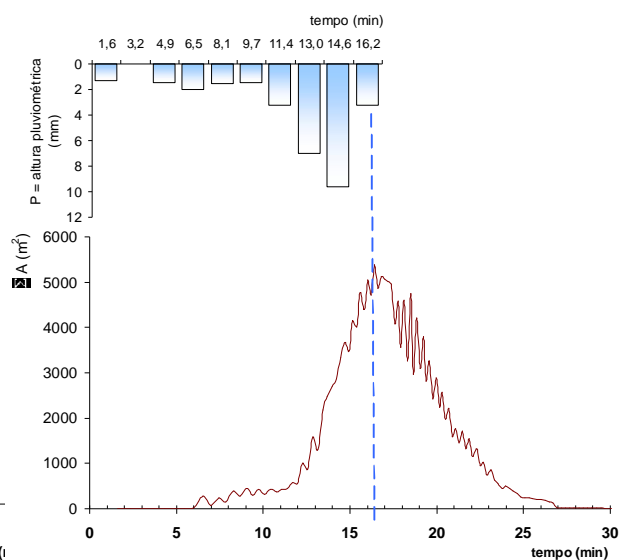 tempo (min)
1,6 3,2 4,9 6,5 8,1 9,7 11,4 13,0 14,6 16,2
0
2
4
6
8
10
12
P = altura pluviométrica
(mm)
6000
5000
4000
3000
2000
1000
0
A (m²)
0 5 10 15 20 25 30
tempo (min)